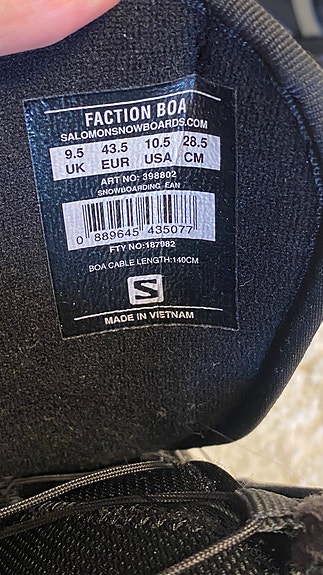 FACTION BOA
SALOMONSNOWBOARDS.COM
9.5 43.5 10.5 28.5
UK EUR USA CM
ART NO: 398802
SNOWBOARDING EAN
0 889645 435077
FTY NO:187982
BOA CABLE LENGTH:140CM
S
MADE IN VIETNAM